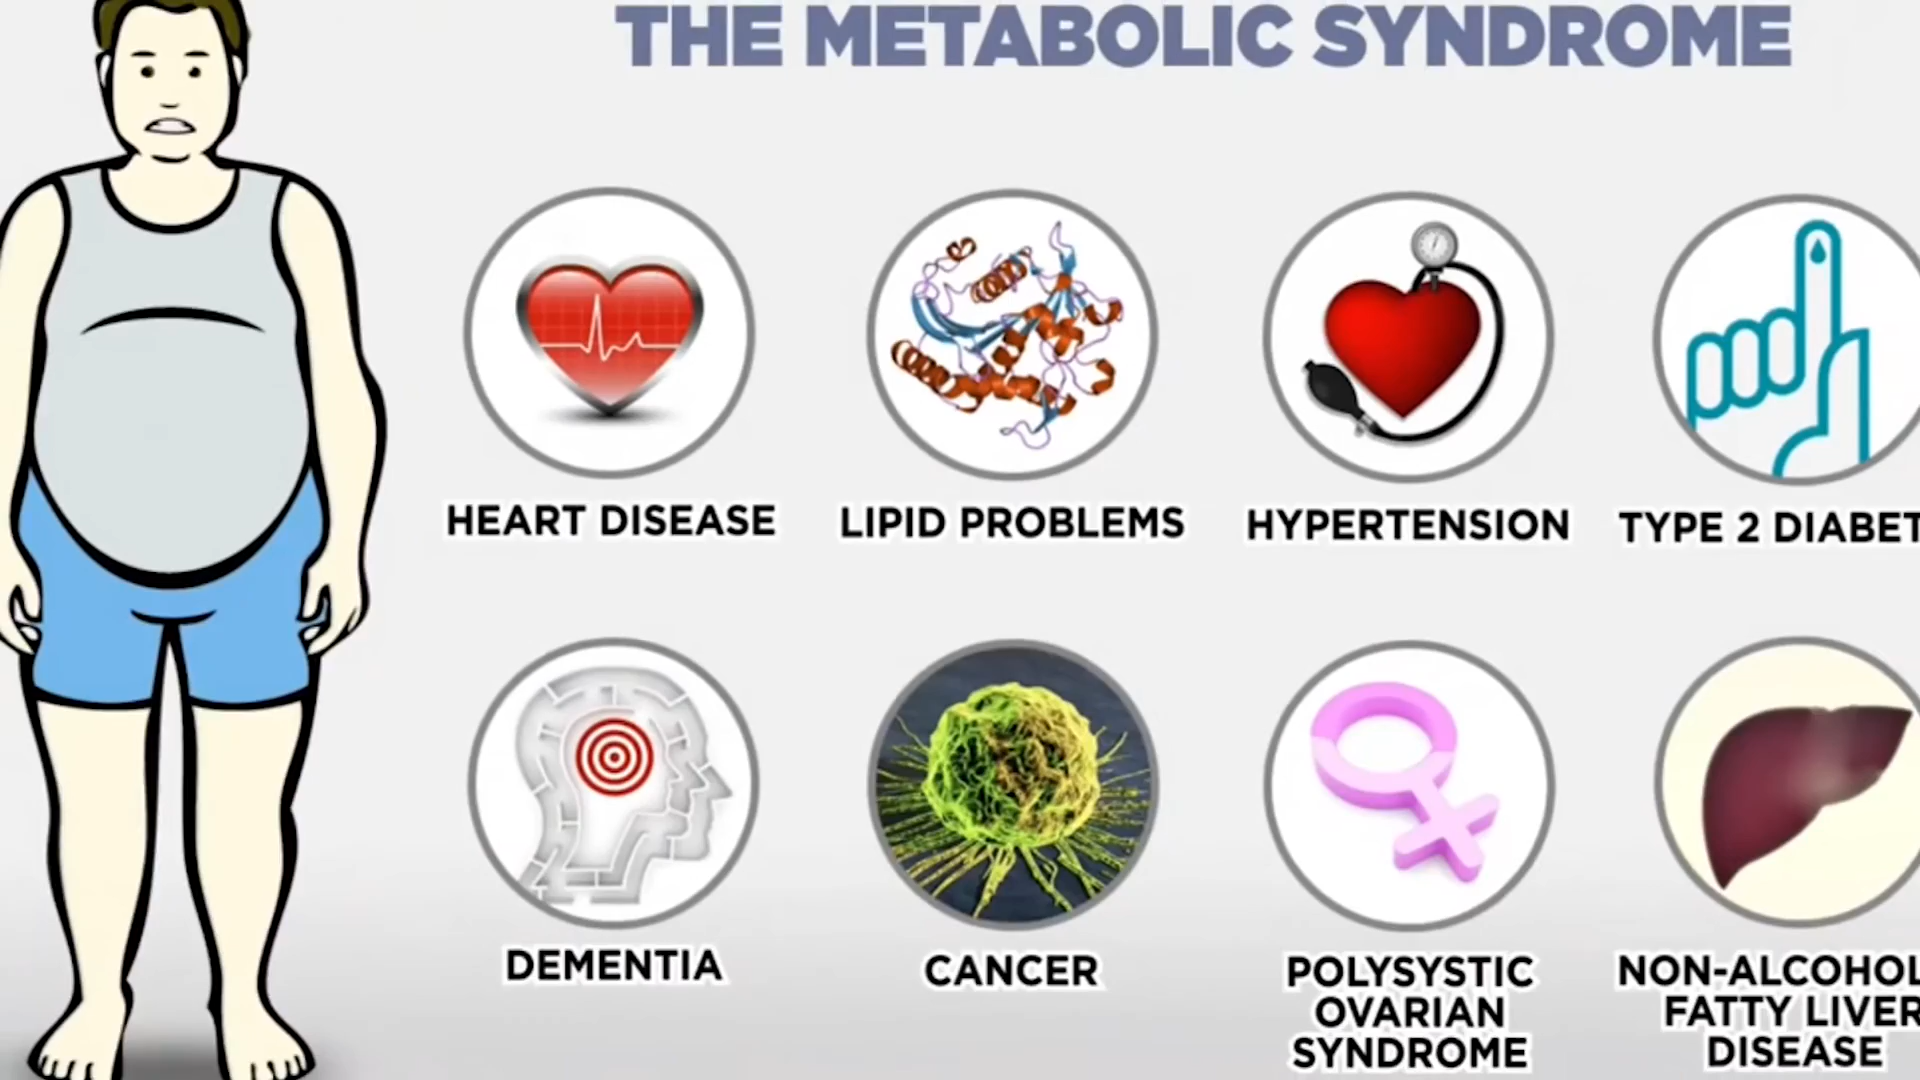 THE METABOLIC SYNDROME
HEART DISEASE
LIPID PROBLEMS
HYPERTENSION
TYPE 2 DIABET
DEMENTIA
CANCER
POLYSYSTIC
OVARIAN
SYNDROME
NON-ALCOHOL
FATTY LIVER
DISEASE